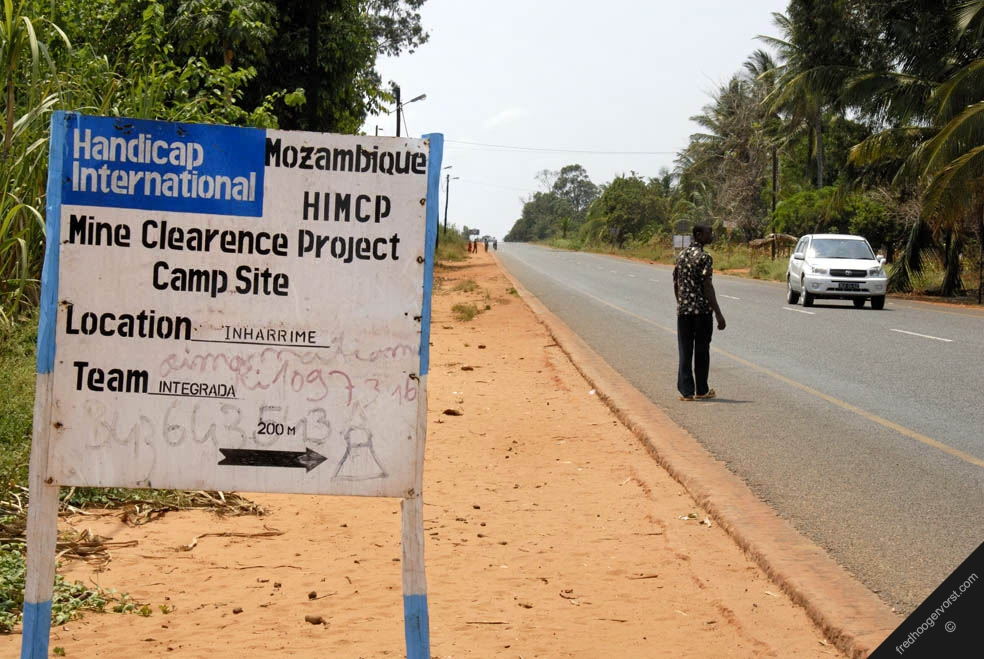 Handicap
International
Mozambique
HIMCP
Mine Clearence Project
Camp Site
Location INHARRIME
Team INTEGRADA
200 M
fredhoogervorst.com
©